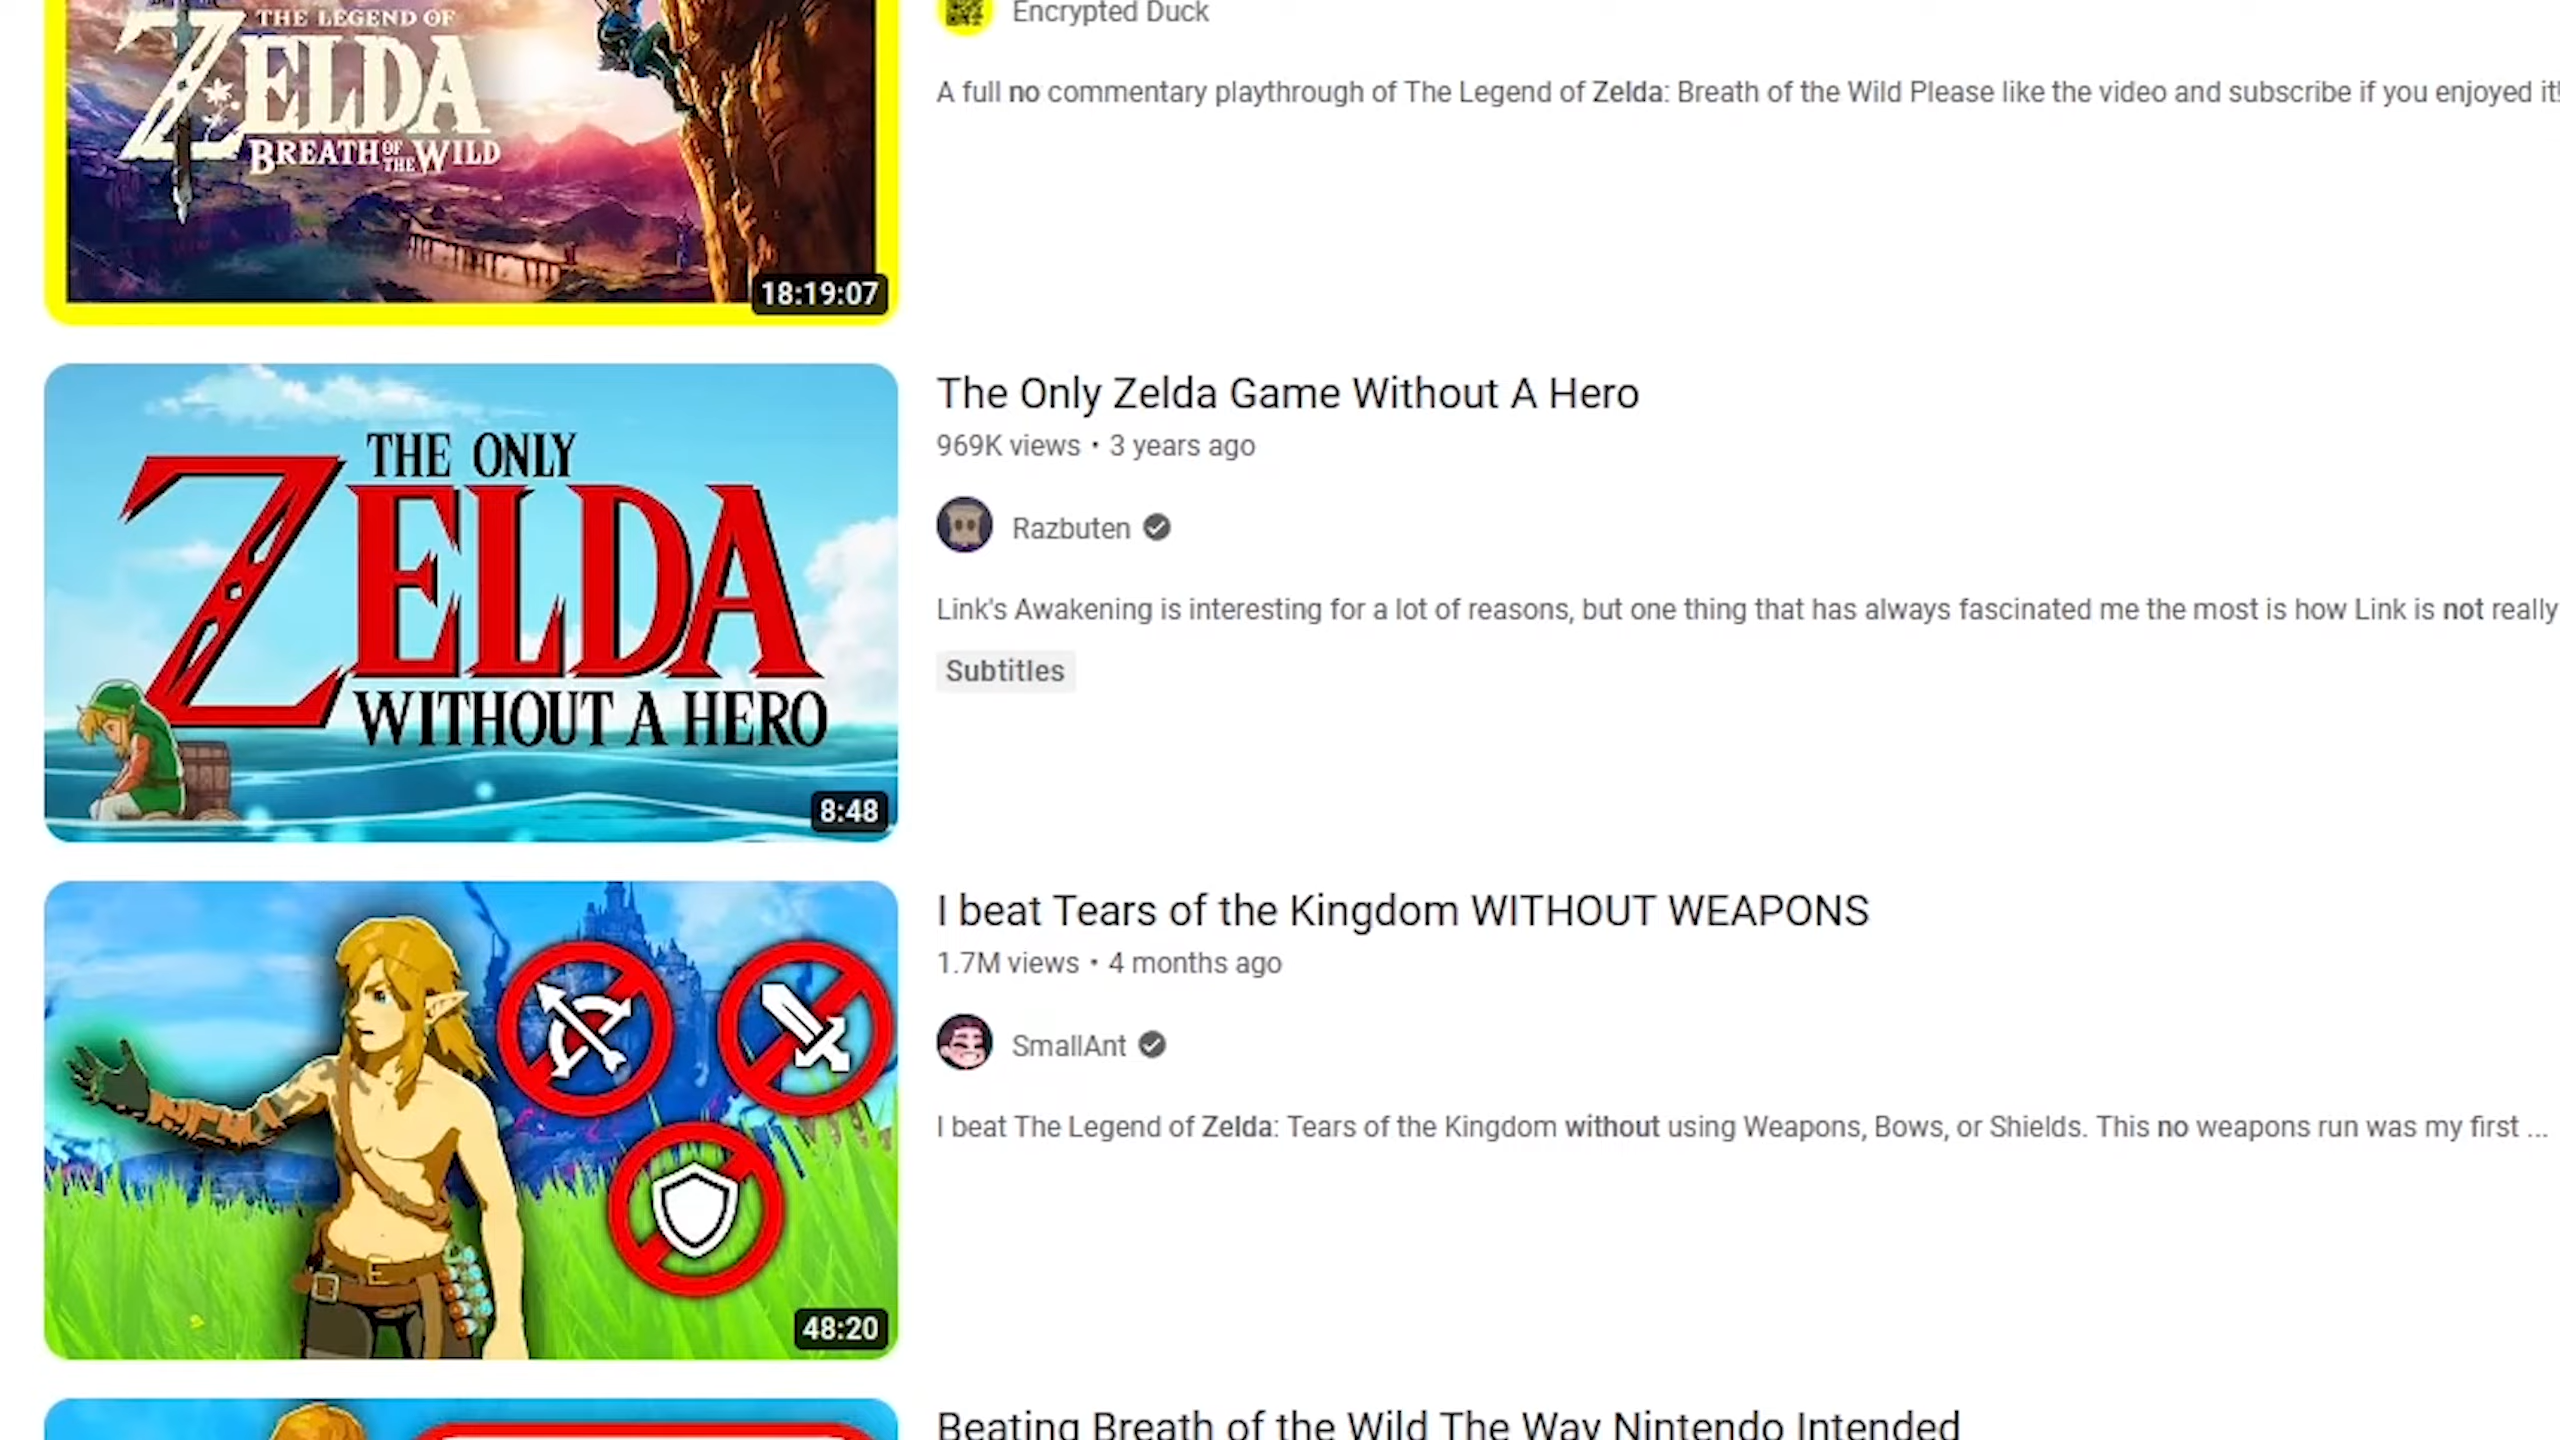 THE LEGEND OF
ZELDA
BREATH OF THE WILD
18:19:07
Encrypted Duck
A full no commentary playthrough of The Legend of Zelda: Breath of the Wild Please like the video and subscribe if you enjoyed it!
THE ONLY
ZELDA
WITHOUT A HERO
8:48
The Only Zelda Game Without A Hero
969K views • 3 years ago
Razbuten
Link's Awakening is interesting for a lot of reasons, but one thing that has always fascinated me the most is how Link is not really
Subtitles
48:20
I beat Tears of the Kingdom WITHOUT WEAPONS
1.7M views • 4 months ago
SmallAnt
I beat The Legend of Zelda: Tears of the Kingdom without using Weapons, Bows, or Shields. This no weapons run was my first ...
Beating Breath of the Wild The Way Nintendo Intended